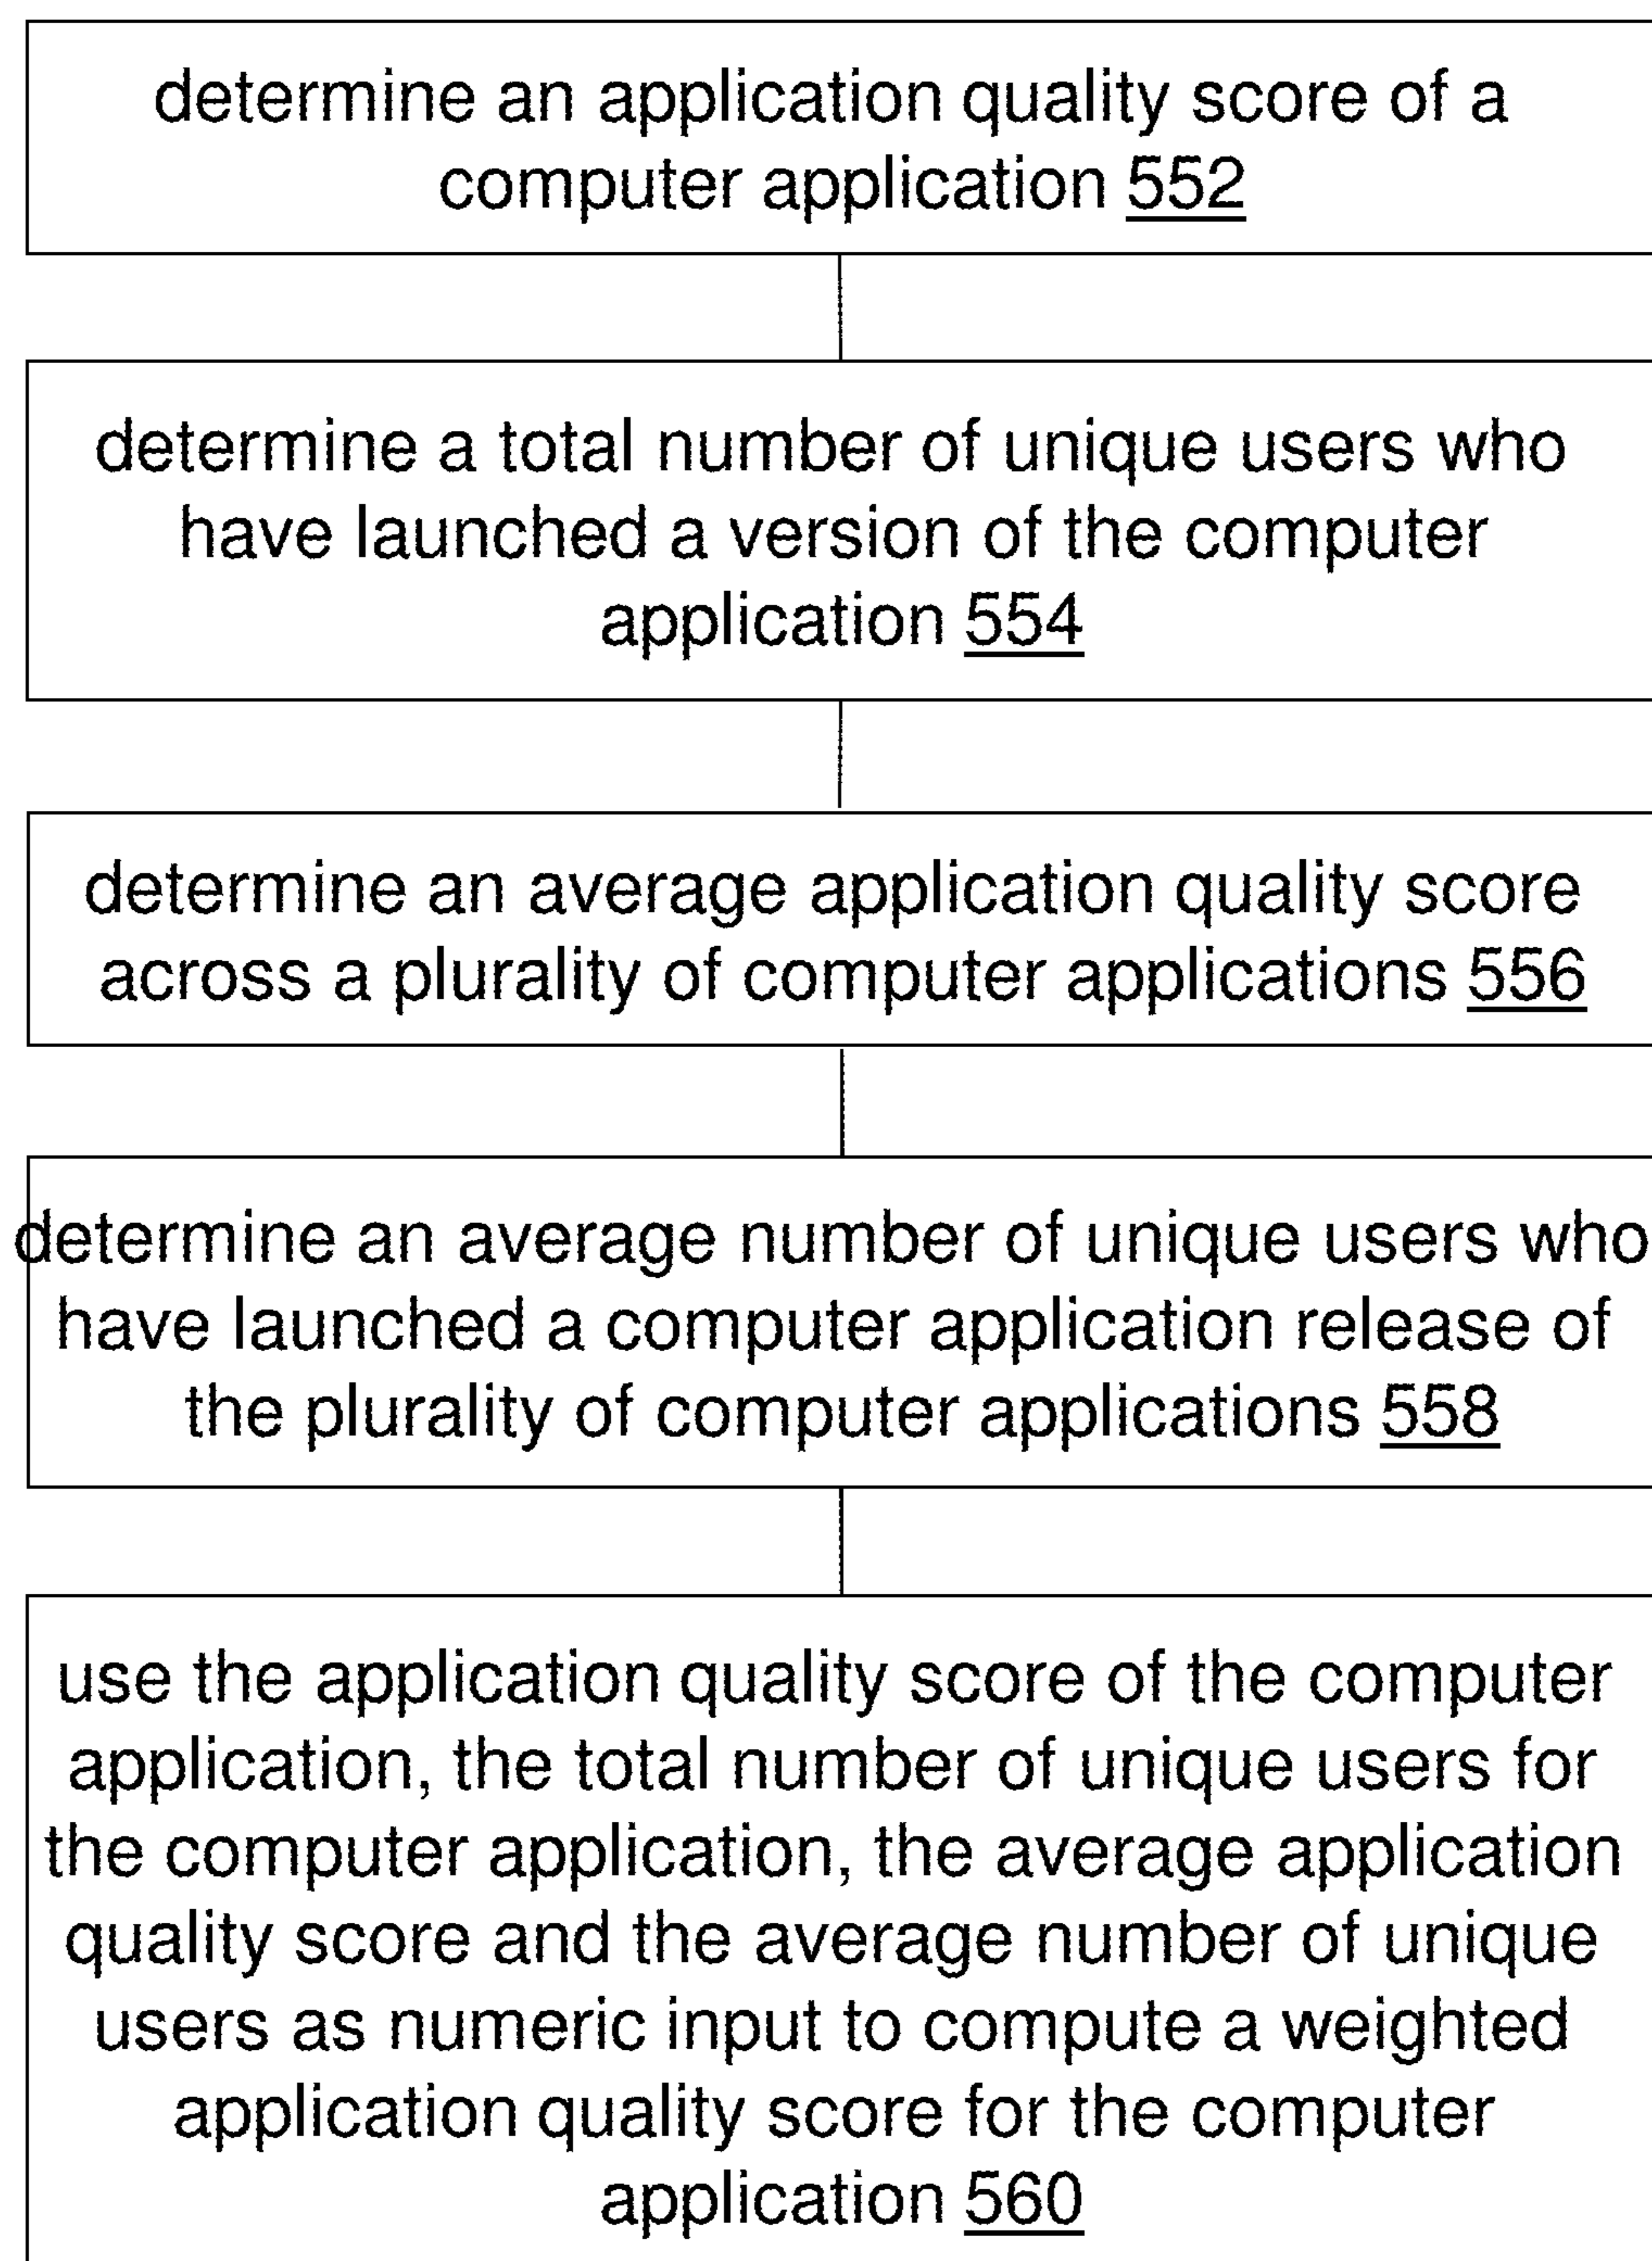 determine an application quality score of a
computer application 552
determine a total number of unique users who
have launched a version of the computer
application 554
determine an average application quality score
across a plurality of computer applications 556
determine an average number of unique users who
have launched a computer application release of
the plurality of computer applications 558
use the application quality score of the computer
application, the total number of unique users for
the computer application, the average application
quality score and the average number of unique
users as numeric input to compute a weighted
application quality score for the computer
application 560